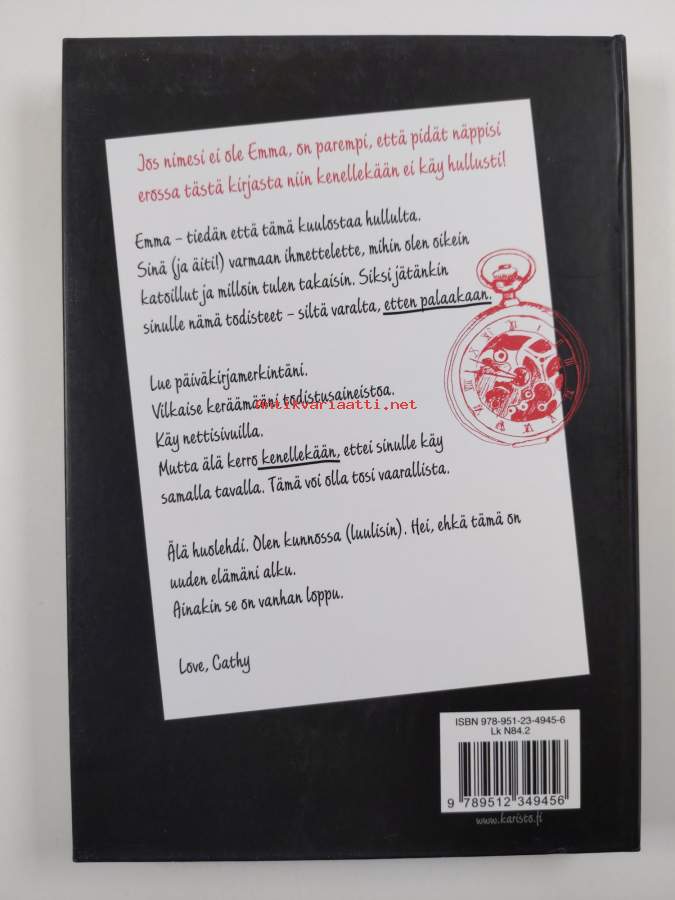 Jos nimesi ei ole Emma, on parempi, että pidät näppisi
erossa tästä kirjasta niin kenellekään ei käy hullusti!
Emma – tiedän että tämä kuulostaa hullulta.
Sinä (ja äiti!) varmaan ihmettelette, mihin olen oikein
katoillut ja milloin tulen takaisin. Siksi jätänkin
sinulle nämä todisteet – siltä varalta, etten palaakaan.
Lue päiväkirjamerkintäni.
Vilkaise keräämääni todistusaineistoa.
antikvariaatti.net
Käy nettisivuilla.
Mutta älä kerro kenellekään, ettei sinulle käy
samalla tavalla. Tämä voi olla tosi vaarallista.
Älä huolehdi. Olen kunnossa (luulisin). Hei, ehkä tämä on
uuden elämäni alku.
Ainakin se on vanhan loppu.
Love, Cathy
ISBN 978-951-23-4945-6
Lk N84.2
9 789512 349456
www.karisto.fi